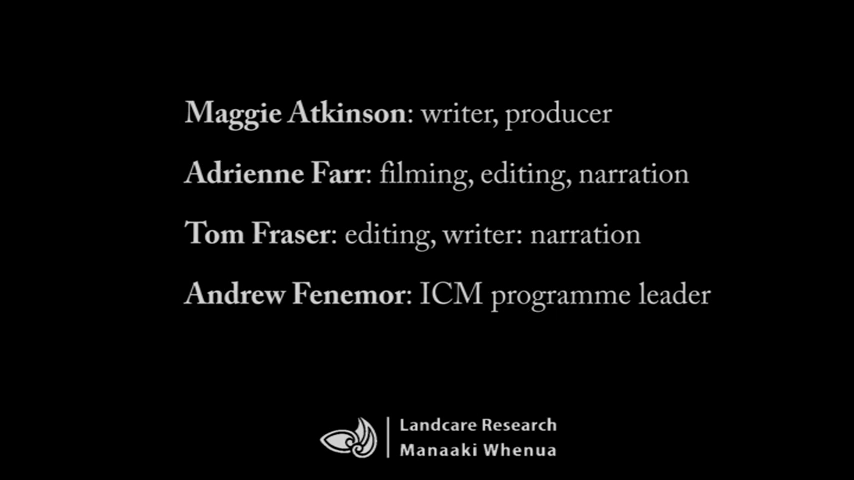 Maggie Atkinson: writer, producer
Adrienne Farr: filming, editing, narration
Tom Fraser: editing, writer: narration
Andrew Fenemor: ICM programme leader
Landcare Research
Manaaki Whenua